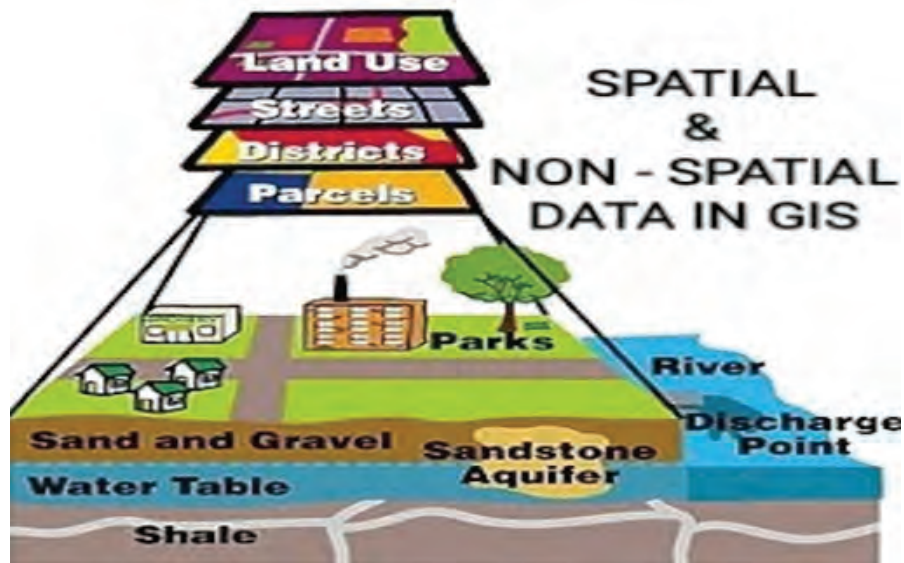 Land Use
Streets
Districts
Parcels
SPATIAL
&
NON - SPATIAL
DATA IN GIS
Parks
River
Discharge
Point
Sand and Gravel
Sandstone
Aquifer
Water Table
Shale